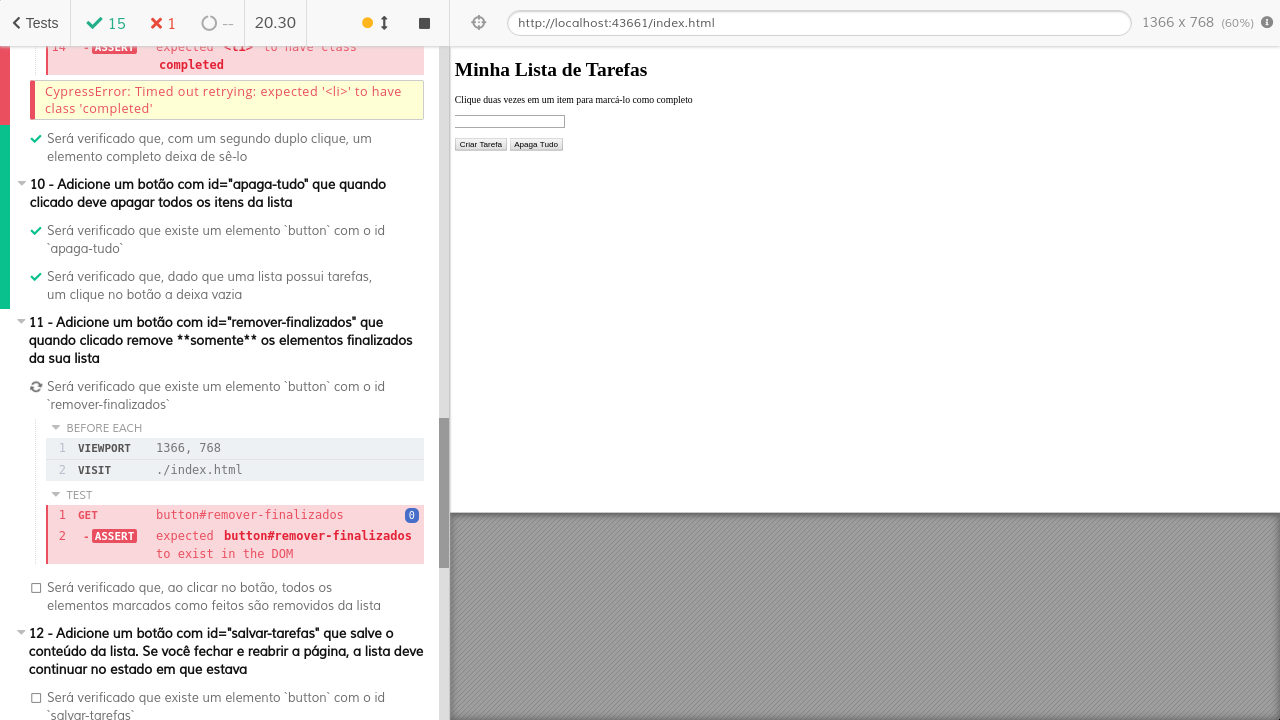 Tests
15
1
--
20.30
http://localhost:43661/index.html
1366 x 768 (60%)
14 - ASSERT expected <li> to have class
completed
CypressError: Timed out retrying: expected '<li>' to have
class 'completed'
Será verificado que, com um segundo duplo clique, um
elemento completo deixa de sê-lo
10 - Adicione um botão com id="apaga-tudo" que quando
clicado deve apagar todos os itens da lista
Será verificado que existe um elemento `button` com o id
`apaga-tudo`
Será verificado que, dado que uma lista possui tarefas,
um clique no botão a deixa vazia
11 - Adicione um botão com id="remover-finalizados" que
quando clicado remove **somente** os elementos finalizados
da sua lista
Será verificado que existe um elemento `button` com o id
`remover-finalizados`
BEFORE EACH
1 VIEWPORT 1366, 768
2 VISIT ./index.html
TEST
1 GET button#remover-finalizados 0
2 - ASSERT expected button#remover-finalizados
to exist in the DOM
Será verificado que, ao clicar no botão, todos os
elementos marcados como feitos são removidos da lista
12 - Adicione um botão com id="salvar-tarefas" que salve o
conteúdo da lista. Se você fechar e reabrir a página, a lista deve
continuar no estado em que estava
Será verificado que existe um elemento `button` com o id
`salvar-tarefas`
Minha Lista de Tarefas
Clique duas vezes em um item para marcá-lo como completo
Criar Tarefa Apaga Tudo